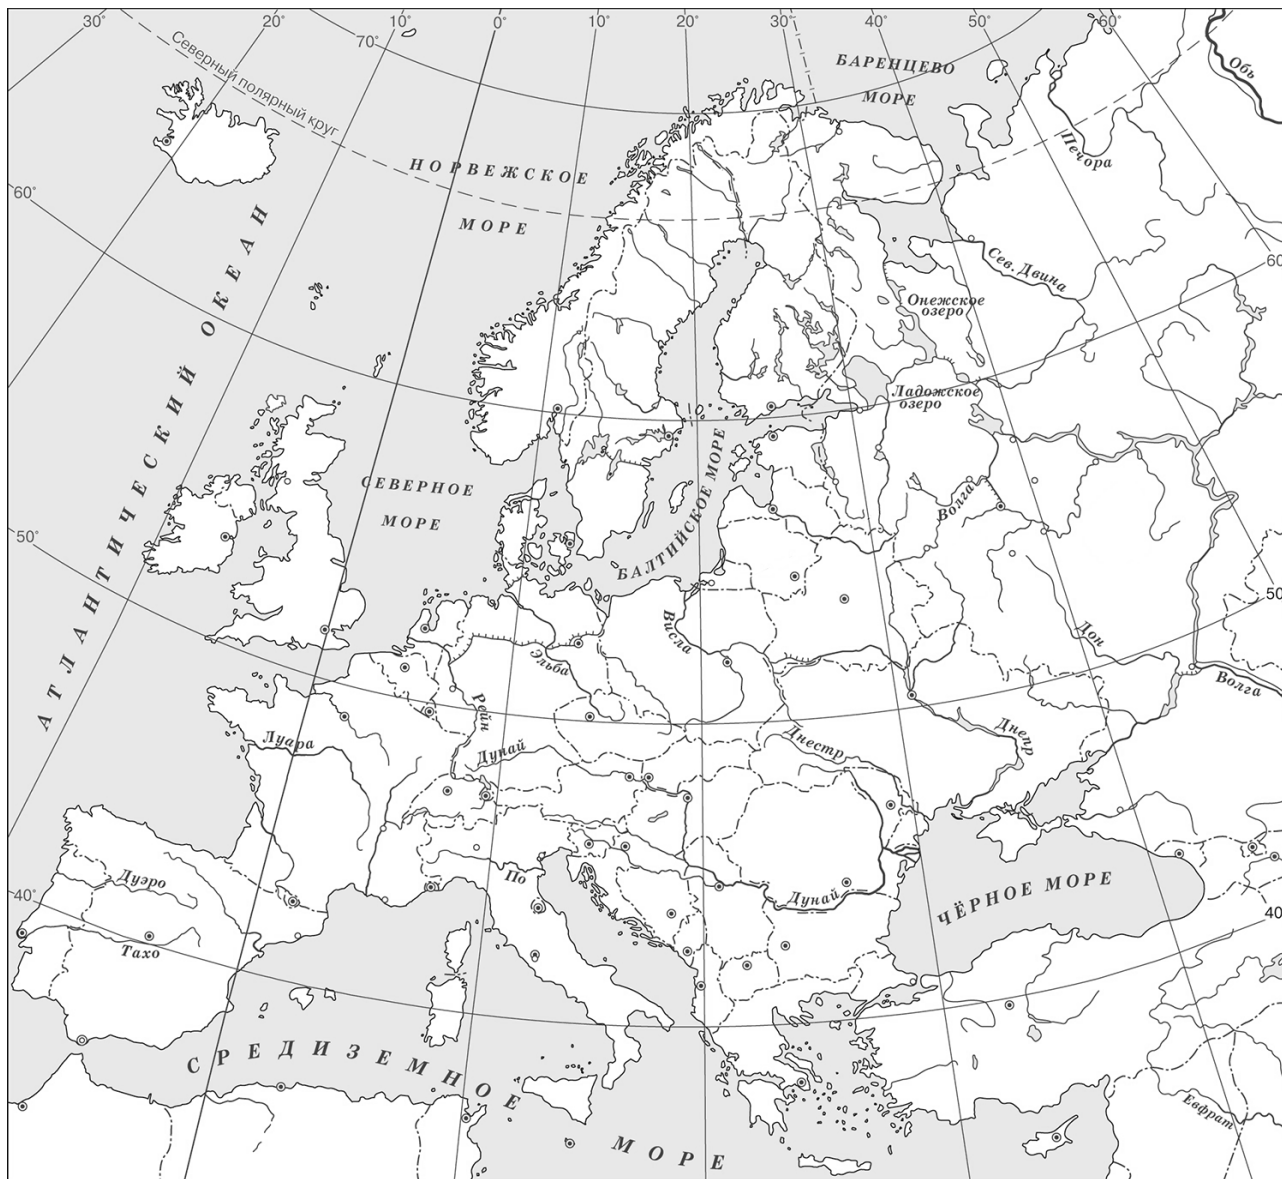 30°
20°
10°
0°
10°
20°
30°
40°
50°
60°
70°
Северный полярный круг
БАРЕНЦЕВО
МОРЕ
Обь
Печора
НОРВЕЖСКОЕ
МОРЕ
60°
60
Сев. Двина
Онежское
озеро
АТЛАНТИЧЕСКИЙ ОКЕАН
Ладожское
озеро
СЕВЕРНОЕ
МОРЕ
БАЛТИЙСКОЕ МОРЕ
Волга
50°
50
Висла
Эльба
Дон
Волга
Рейн
Луара
Дунай
Днестр
Днепр
По
Дунай
ЧЁРНОЕ МОРЕ
40°
40
Дуэро
Тахо
СРЕДИЗЕМНОЕ
МОРЕ
Евфрат